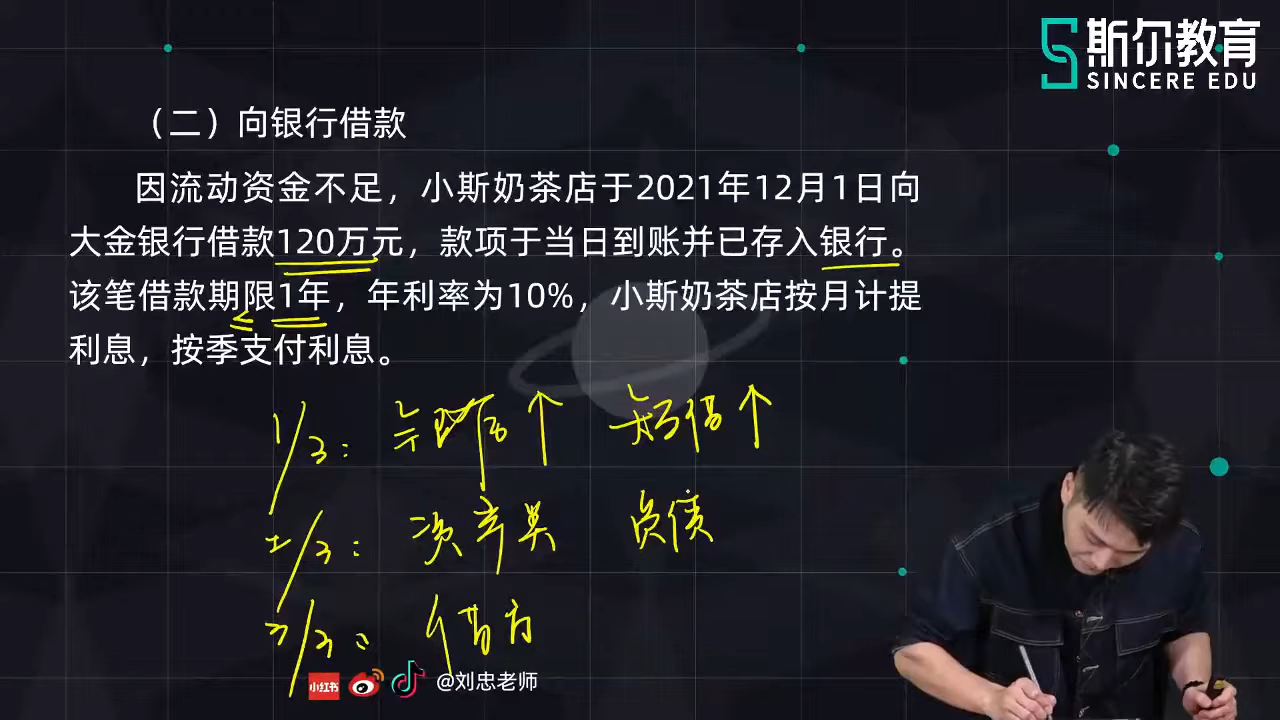 斯尔教育
SINCERE EDU
（二）向银行借款
因流动资金不足，小斯奶茶店于2021年12月1日向
大金银行借款120万元，款项于当日到账并已存入银行。
该笔借款期限1年，年利率为10%，小斯奶茶店按月计提
利息，按季支付利息。
≤
1/3： 银存↑ 短借↑
2/3： 资产类 负债
3/3： 借方
小红书 @刘忠老师